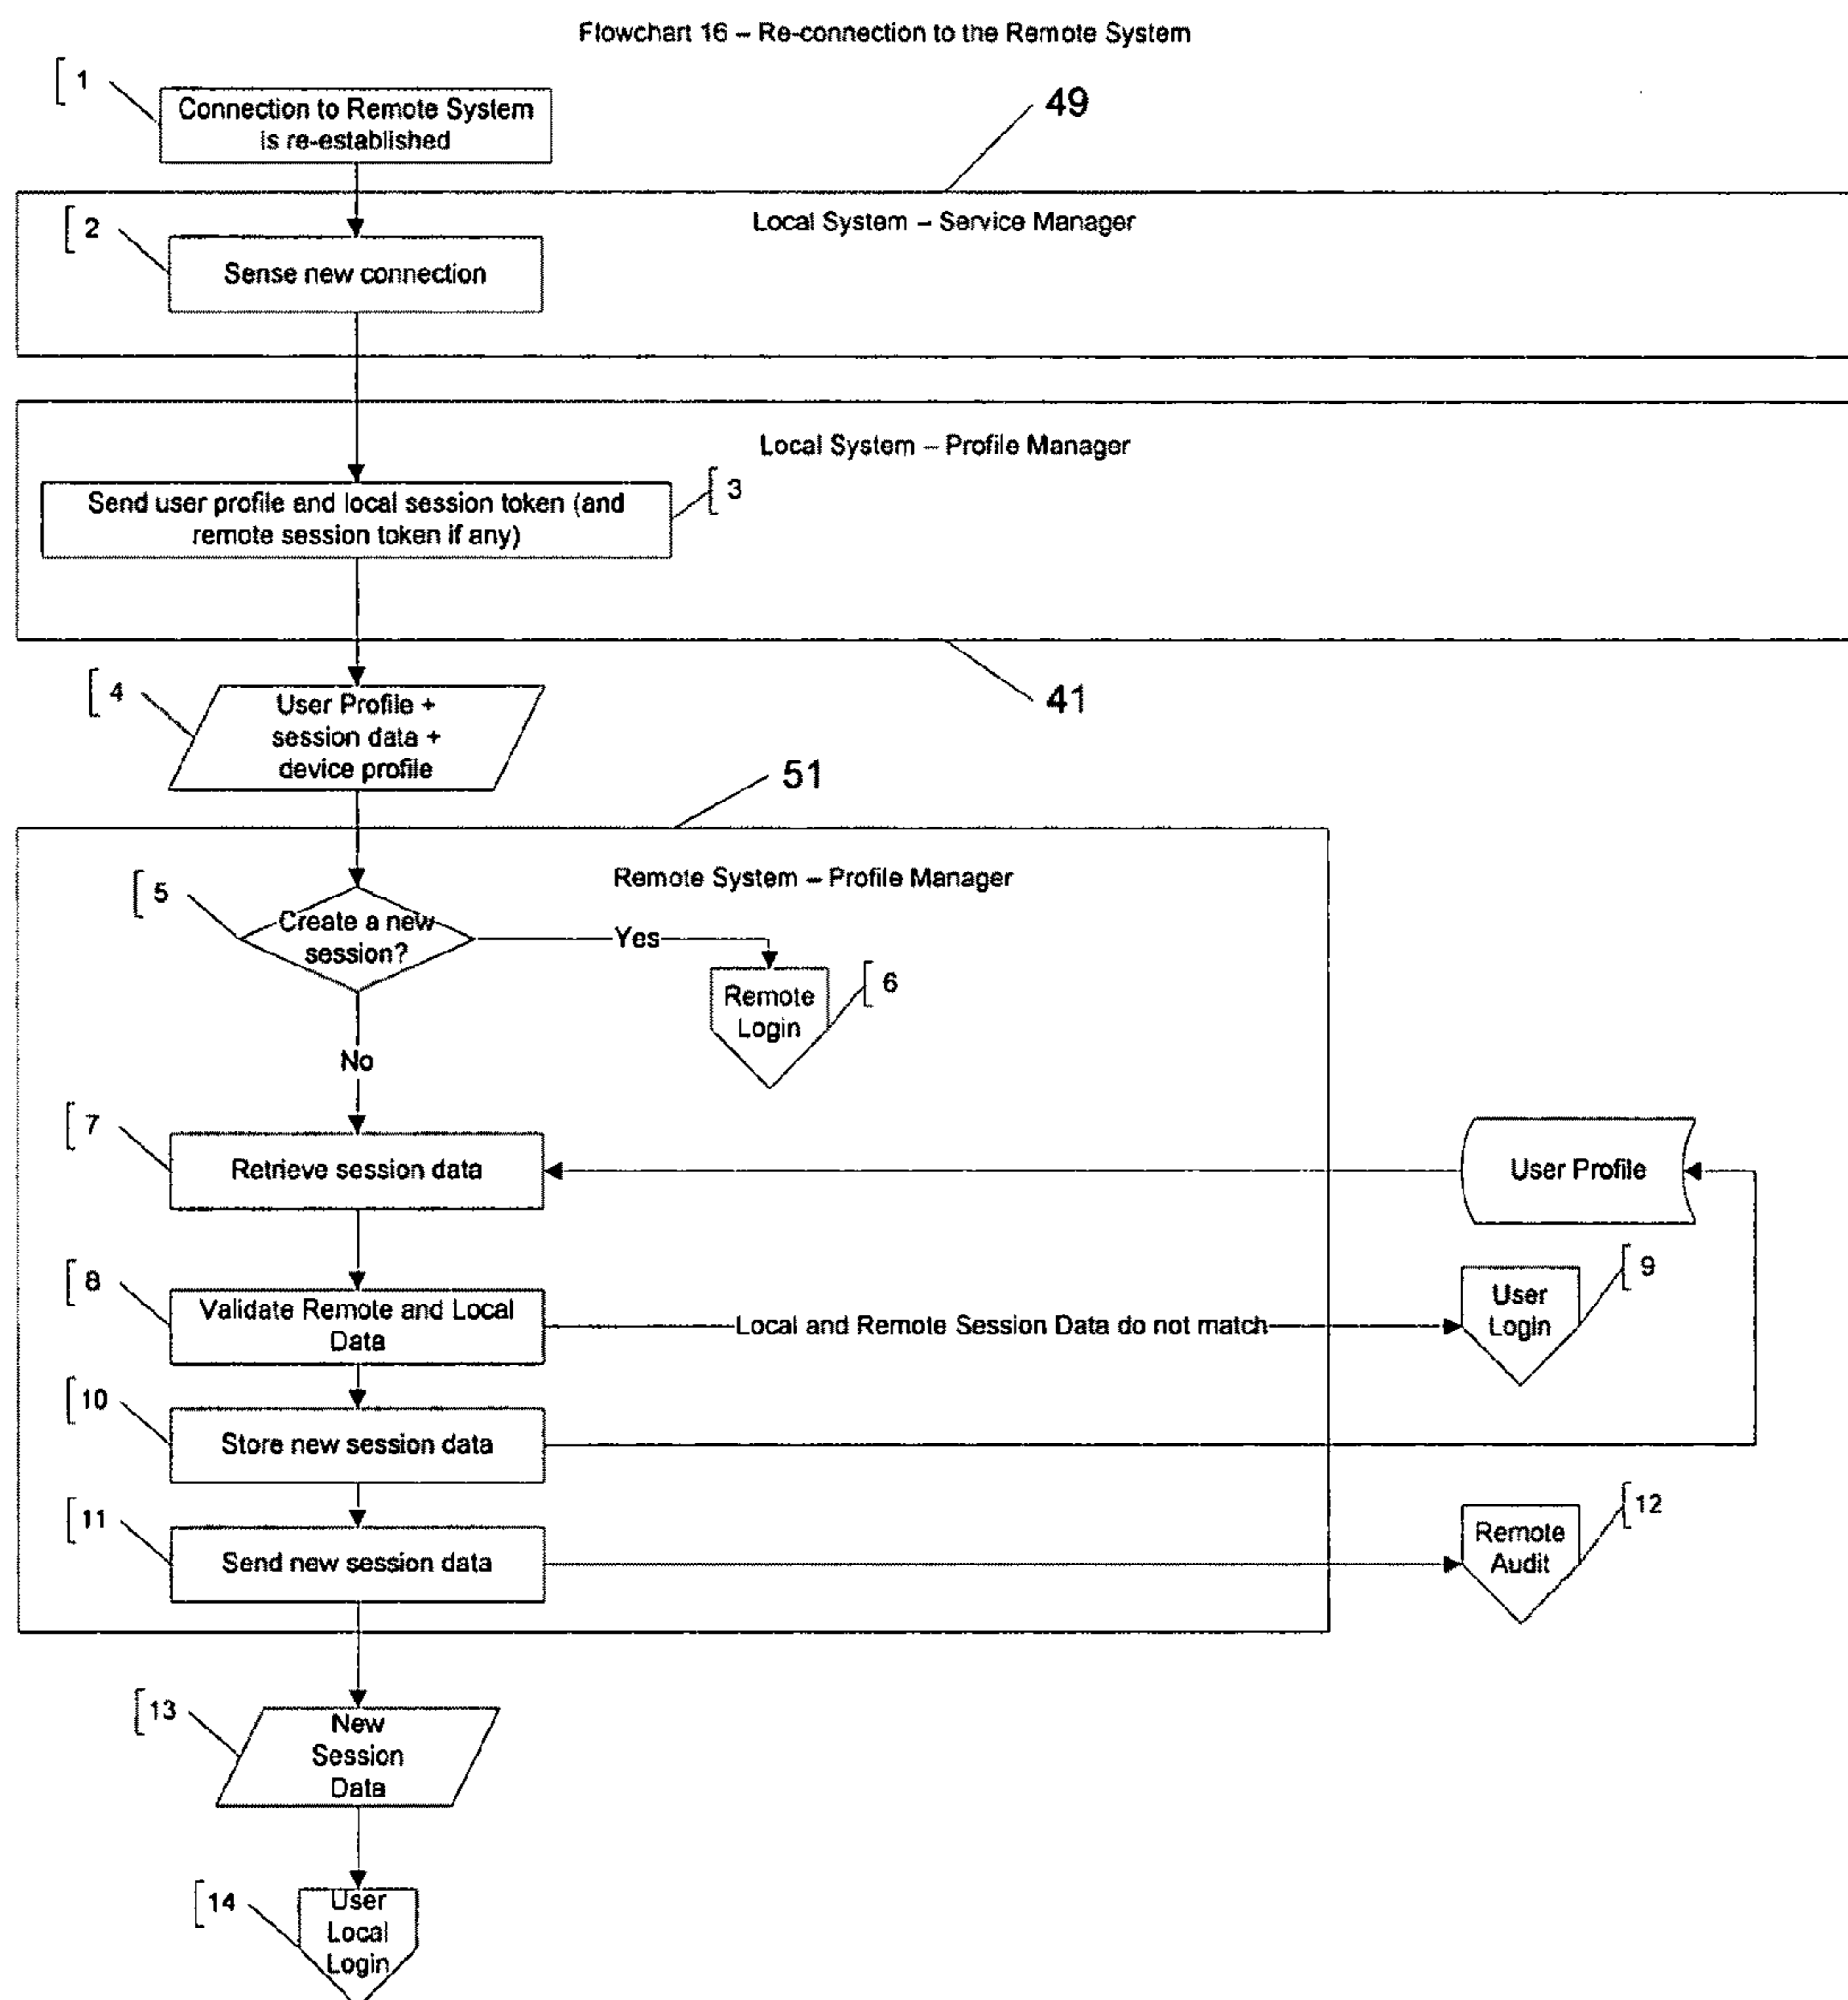 Flowchart 16 – Re-connection to the Remote System
[ 1
Connection to Remote System
is re-established
49
Local System – Service Manager
[ 2
Sense new connection
Local System – Profile Manager
[ 3
Send user profile and local session token (and
remote session token if any)
[ 4
User Profile +
session data +
device profile
41
51
Remote System – Profile Manager
[ 5
Create a new
session?
Yes
[ 6
Remote
Login
No
[ 7
Retrieve session data
User Profile
[ 8
Validate Remote and Local
Data
Local and Remote Session Data do not match
[ 9
User
Login
[ 10
Store new session data
[ 11
Send new session data
[ 12
Remote
Audit
[ 13
New
Session
Data
[ 14
User
Local
Login